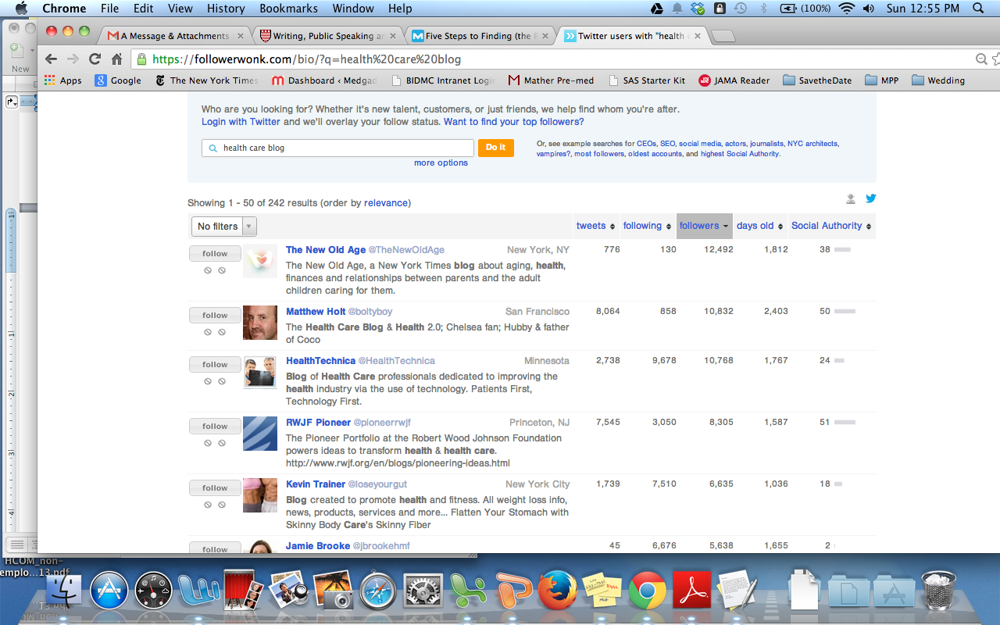 Chrome File Edit View History Bookmarks Window Help (100%) Sun 12:55 PM
A Message & Attachments Writing, Public Speaking a Five Steps to Finding (the Twitter users with "health
New
https://followerwonk.com/bio/?q=health%20care%20blog
Apps Google The New York Times Dashboard ‹ Medgad BIDMC Intranet Login Mather Pre-med SAS Starter Kit JAMA Reader SavetheDate MPP Wedding
Who are you looking for? Whether it's new talent, customers, or just friends, we help find whom you're after.
Login with Twitter and we'll overlay your follow status. Want to find your top followers?
health care blog Do it
more options
Or, see example searches for CEOs, SEO, social media, actors, journalists, NYC architects,
vampires?, most followers, oldest accounts, and highest Social Authority.
Showing 1 - 50 of 242 results (order by relevance)
No filters tweets following followers days old Social Authority
follow The New Old Age @TheNewOldAge New York, NY 776 130 12,492 1,812 38
The New Old Age, a New York Times blog about aging, health,
finances and relationships between parents and the adult
children caring for them.
follow Matthew Holt @boltyboy San Francisco 8,064 858 10,832 2,403 50
The Health Care Blog & Health 2.0; Chelsea fan; Hubby & father
of Coco
follow HealthTechnica @HealthTechnica Minnesota 2,738 9,678 10,768 1,767 24
Blog of Health Care professionals dedicated to improving the
health industry via the use of technology. Patients First,
Technology First.
follow RWJF Pioneer @pioneerrwjf Princeton, NJ 7,545 3,050 8,305 1,587 51
The Pioneer Portfolio at the Robert Wood Johnson Foundation
powers ideas to transform health & health care.
http://www.rwjf.org/en/blogs/pioneering-ideas.html
follow Kevin Trainer @loseyourgut New York City 1,739 7,510 6,635 1,036 18
Blog created to promote health and fitness. All weight loss info,
news, products, services and more... Flatten Your Stomach with
Skinny Body Care's Skinny Fiber
follow Jamie Brooke @jbrookehmf 45 6,676 5,638 1,655 2
HCOM_non-
emplo...13.pdf